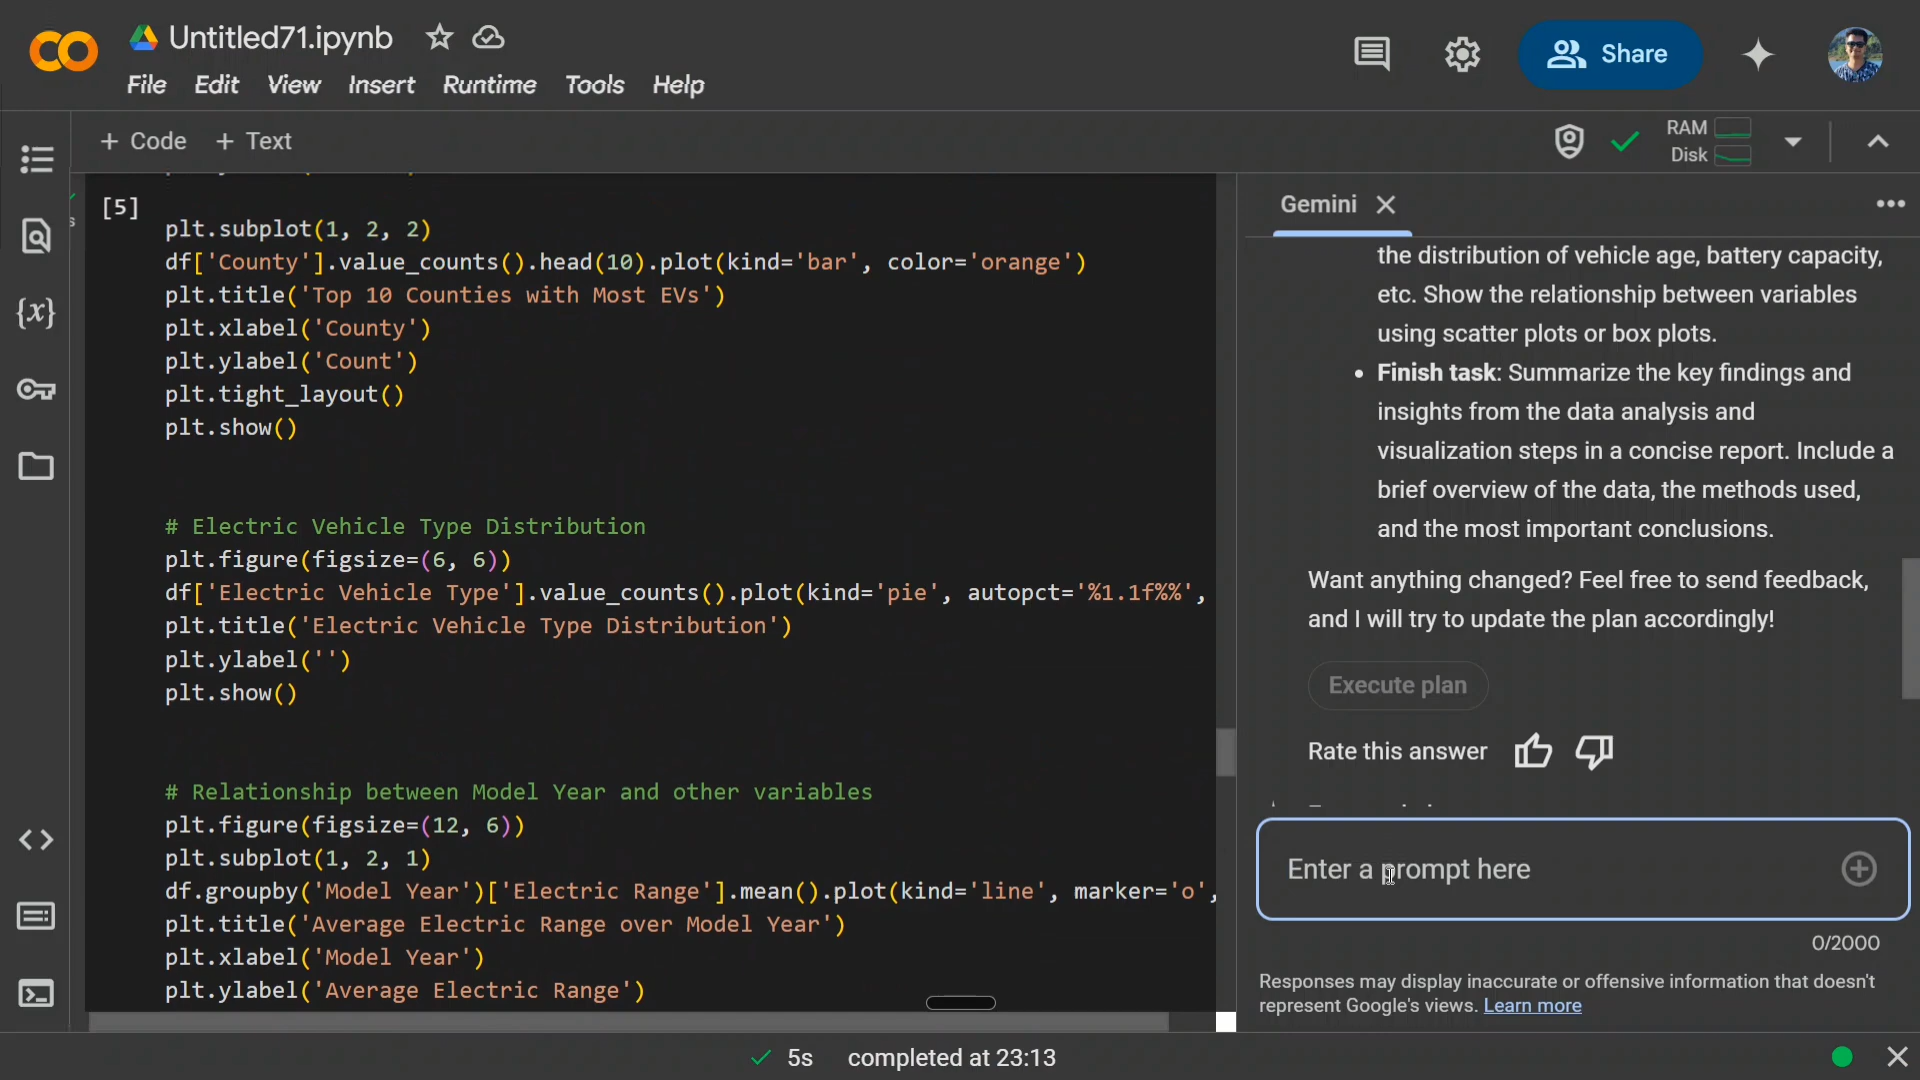 Untitled71.ipynb
File Edit View Insert Runtime Tools Help
Share
+ Code + Text
RAM
Disk
[5]
plt.subplot(1, 2, 2)
df['County'].value_counts().head(10).plot(kind='bar', color='orange')
plt.title('Top 10 Counties with Most EVs')
plt.xlabel('County')
plt.ylabel('Count')
plt.tight_layout()
plt.show()
# Electric Vehicle Type Distribution
plt.figure(figsize=(6, 6))
df['Electric Vehicle Type'].value_counts().plot(kind='pie', autopct='%1.1f%%',
plt.title('Electric Vehicle Type Distribution')
plt.ylabel('')
plt.show()
# Relationship between Model Year and other variables
plt.figure(figsize=(12, 6))
plt.subplot(1, 2, 1)
df.groupby('Model Year')['Electric Range'].mean().plot(kind='line', marker='o',
plt.title('Average Electric Range over Model Year')
plt.xlabel('Model Year')
plt.ylabel('Average Electric Range')
Gemini
the distribution of vehicle age, battery capacity,
etc. Show the relationship between variables
using scatter plots or box plots.
• Finish task: Summarize the key findings and
insights from the data analysis and
visualization steps in a concise report. Include a
brief overview of the data, the methods used,
and the most important conclusions.
Want anything changed? Feel free to send feedback,
and I will try to update the plan accordingly!
Execute plan
Rate this answer
Enter a prompt here
0/2000
Responses may display inaccurate or offensive information that doesn't
represent Google's views. Learn more
5s completed at 23:13